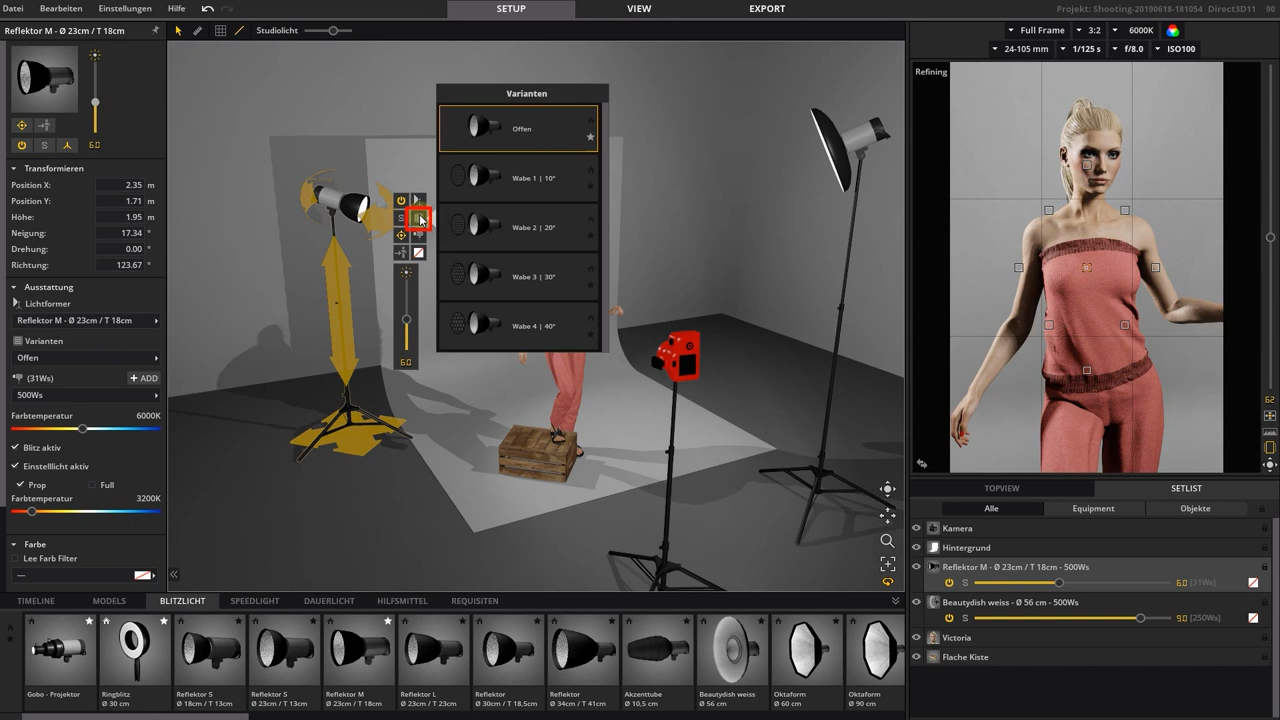 Datei Bearbeiten Einstellungen Hilfe SETUP VIEW EXPORT Projekt: Shooting-20190618-181054 Direct3D11 90
Reflektor M - Ø 23cm / T 18cm
Studiolicht
6.0
S
Transformieren
Position X: 2.35 m
Position Y: 1.71 m
Höhe: 1.95 m
Neigung: 17.34 °
Drehung: 0.00 °
Richtung: 123.67 °
Ausstattung
Lichtformer
Reflektor M - Ø 23cm / T 18cm
Varianten
Offen
(31Ws) + ADD
500Ws
Farbtemperatur 6000K
Blitz aktiv
Einstelllicht aktiv
Prop Full
Farbtemperatur 3200K
Farbe
Lee Farb Filter
—
S
6.0
Varianten
Offen
Wabe 1 | 10°
Wabe 2 | 20°
Wabe 3 | 30°
Wabe 4 | 40°
Full Frame 3:2 6000K
24-105 mm 1/125 s f/8.0 ISO100
Refining
62
TOPVIEW SETLIST
Alle Equipment Objekte
Kamera
Hintergrund
Reflektor M - Ø 23cm / T 18cm - 500Ws
S 6.0 [31Ws]
Beautydish weiss - Ø 56 cm - 500Ws
S 9.0 [250Ws]
Victoria
Flache Kiste
TIMELINE MODELS BLITZLICHT SPEEDLIGHT DAUERLICHT HILFSMITTEL REQUISITEN
Gobo - Projektor
Ringblitz
Ø 30 cm
Reflektor S
18cm / T 13cm
Reflektor S
Ø 23cm / T 13cm
Reflektor M
Ø 23cm / T 18cm
Reflektor L
Ø 23cm / T 23cm
Reflektor
Ø 30cm / T 18,5cm
Reflektor
Ø 34cm / T 41cm
Akzenttube
Ø 10,5 cm
Beautydish weiss
Ø 56 cm
Oktaform
Ø 60 cm
Oktaform
Ø 90 cm